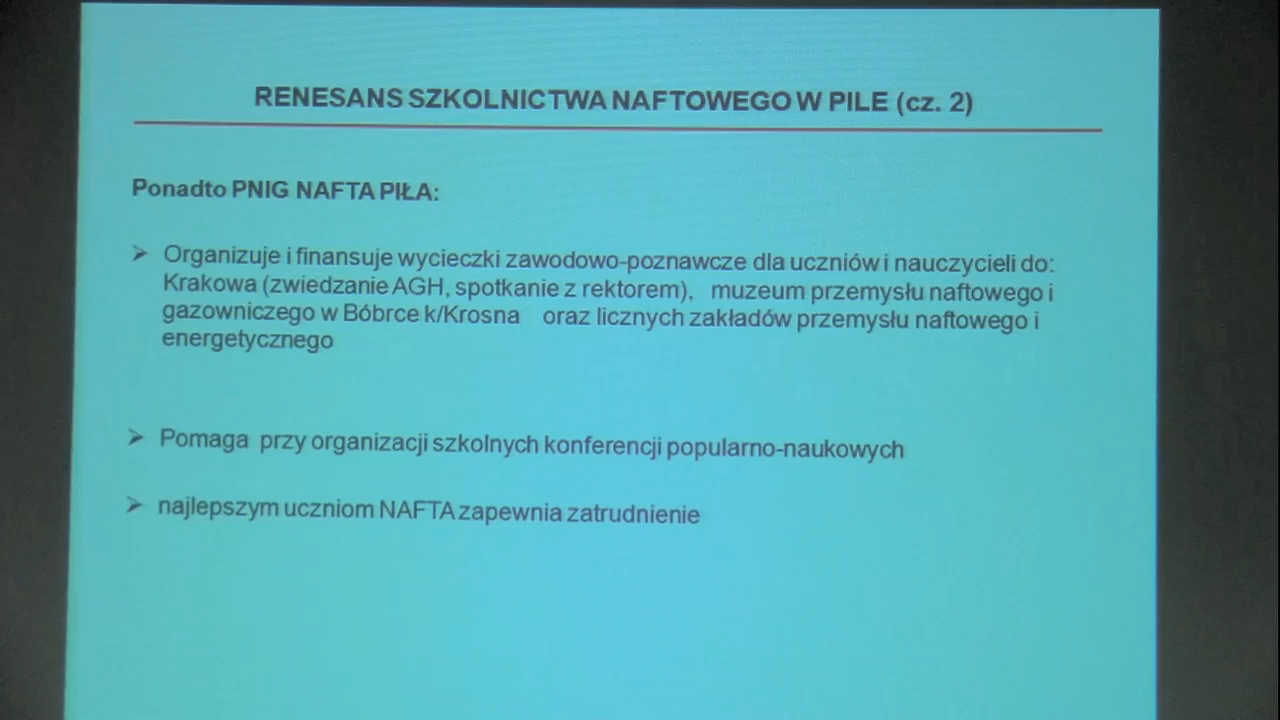 RENESANS SZKOLNICTWA NAFTOWEGO W PILE (cz. 2)
Ponadto PNIG NAFTA PIŁA:
➢ Organizuje i finansuje wycieczki zawodowo-poznawcze dla uczniów i nauczycieli do:
Krakowa (zwiedzanie AGH, spotkanie z rektorem), muzeum przemysłu naftowego i
gazowniczego w Bóbrce k/Krosna oraz licznych zakładów przemysłu naftowego i
energetycznego
➢ Pomaga przy organizacji szkolnych konferencji popularno-naukowych
➢ najlepszym uczniom NAFTA zapewnia zatrudnienie